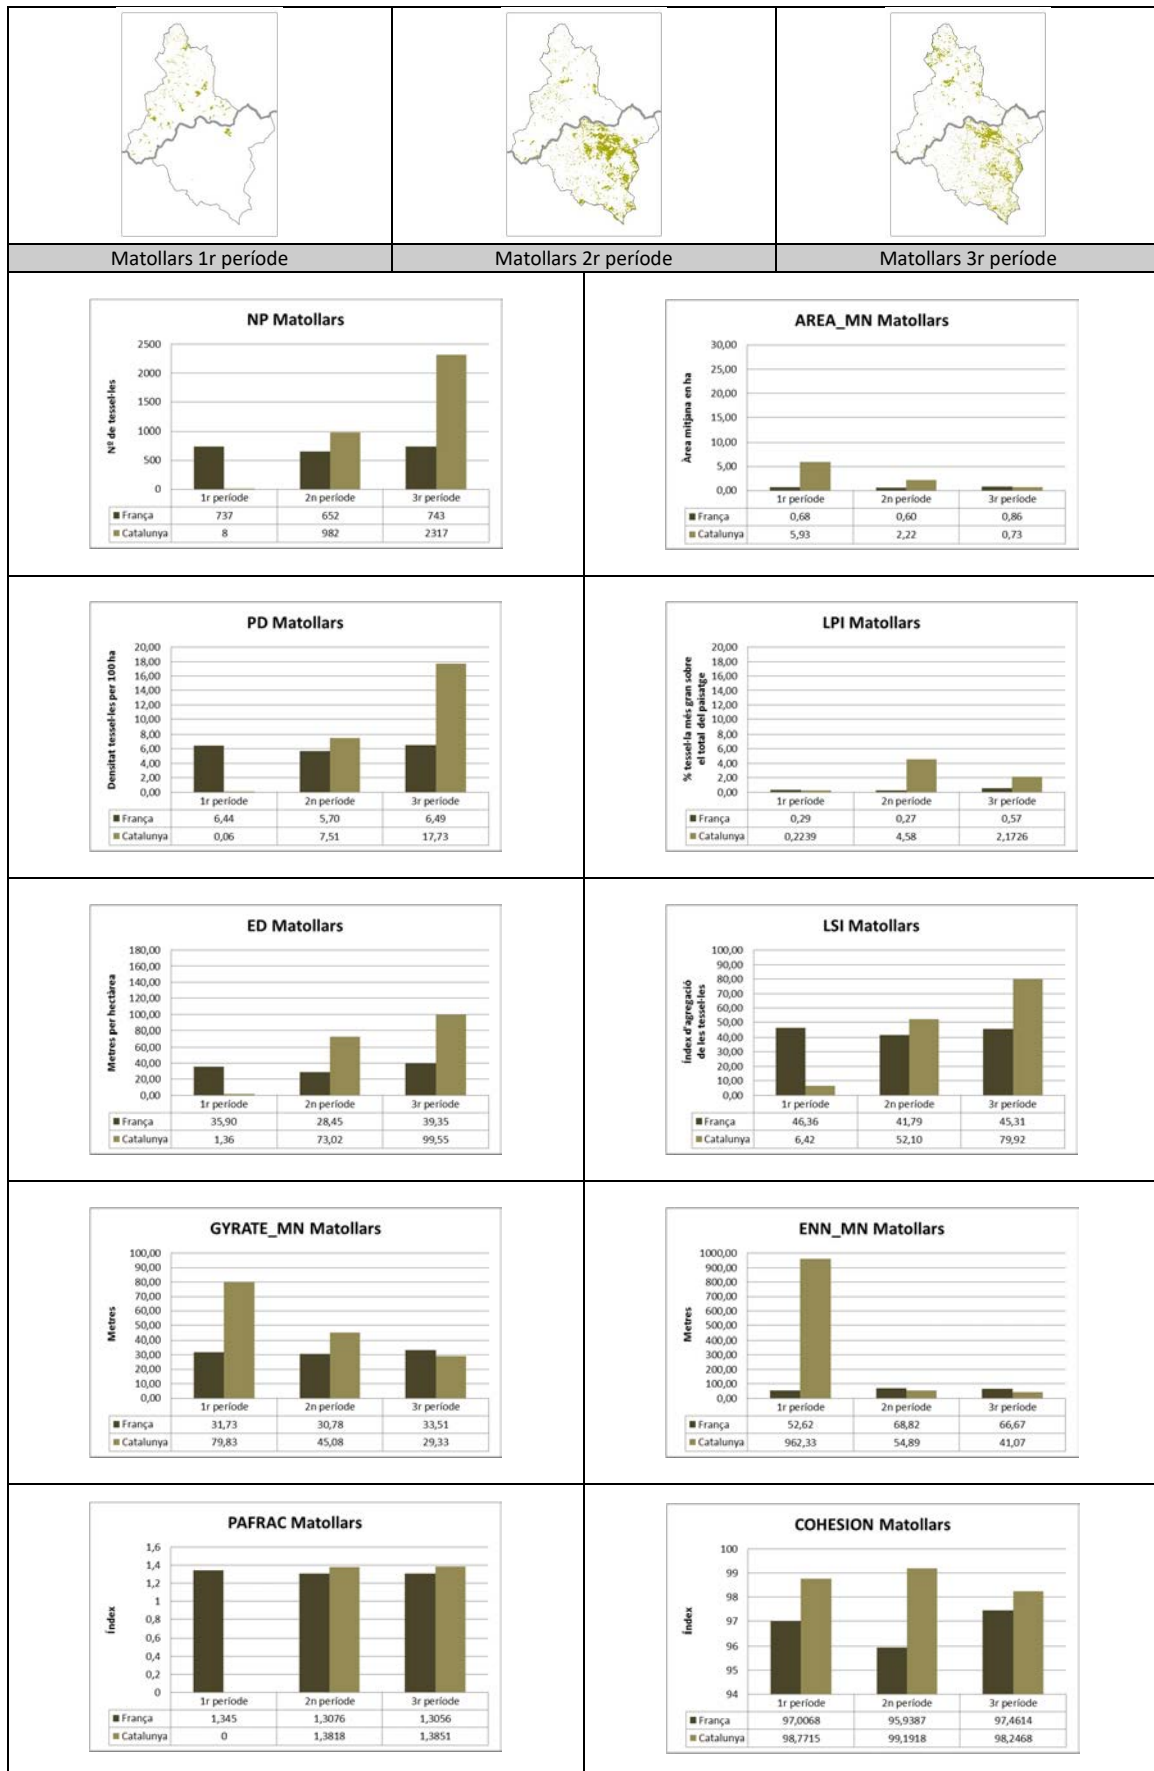 Matollars 1r període
Matollars 2r període
Matollars 3r període
NP Matollars
Nº de tessel·les
2500
2000
1500
1000
500
0
1r període 2n període 3r període
França 737 652 743
Catalunya 8 982 2317
AREA_MN Matollars
Àrea mitjana en ha
30,00
25,00
20,00
15,00
10,00
5,00
0,00
1r període 2n període 3r període
França 0,68 0,60 0,86
Catalunya 5,93 2,22 0,73
PD Matollars
Densitat tessel·les per 100 ha
20,00
18,00
16,00
14,00
12,00
10,00
8,00
6,00
4,00
2,00
0,00
1r període 2n període 3r període
França 6,44 5,70 6,49
Catalunya 0,06 7,51 17,73
LPI Matollars
% tessel·la més gran sobre
el total del paisatge
20,00
18,00
16,00
14,00
12,00
10,00
8,00
6,00
4,00
2,00
0,00
1r període 2n període 3r període
França 0,29 0,27 0,57
Catalunya 0,2239 4,58 2,1726
ED Matollars
Metres per hectàrea
180,00
160,00
140,00
120,00
100,00
80,00
60,00
40,00
20,00
0,00
1r període 2n període 3r període
França 35,90 28,45 39,35
Catalunya 1,36 73,02 99,55
LSI Matollars
Índex d'agregació
de les tessel·les
100,00
90,00
80,00
70,00
60,00
50,00
40,00
30,00
20,00
10,00
0,00
1r període 2n període 3r període
França 46,36 41,79 45,31
Catalunya 6,42 52,10 79,92
GYRATE_MN Matollars
Metres
100,00
90,00
80,00
70,00
60,00
50,00
40,00
30,00
20,00
10,00
0,00
1r període 2n període 3r període
França 31,73 30,78 33,51
Catalunya 79,83 45,08 29,33
ENN_MN Matollars
Metres
1000,00
900,00
800,00
700,00
600,00
500,00
400,00
300,00
200,00
100,00
0,00
1r període 2n període 3r període
França 52,62 68,82 66,67
Catalunya 962,33 54,89 41,07
PAFRAC Matollars
Índex
1,6
1,4
1,2
1
0,8
0,6
0,4
0,2
0
1r període 2n període 3r període
França 1,345 1,3076 1,3056
Catalunya 0 1,3818 1,3851
COHESION Matollars
Índex
100
99
98
97
96
95
94
1r període 2n període 3r període
França 97,0068 95,9387 97,4614
Catalunya 98,7715 99,1918 98,2468